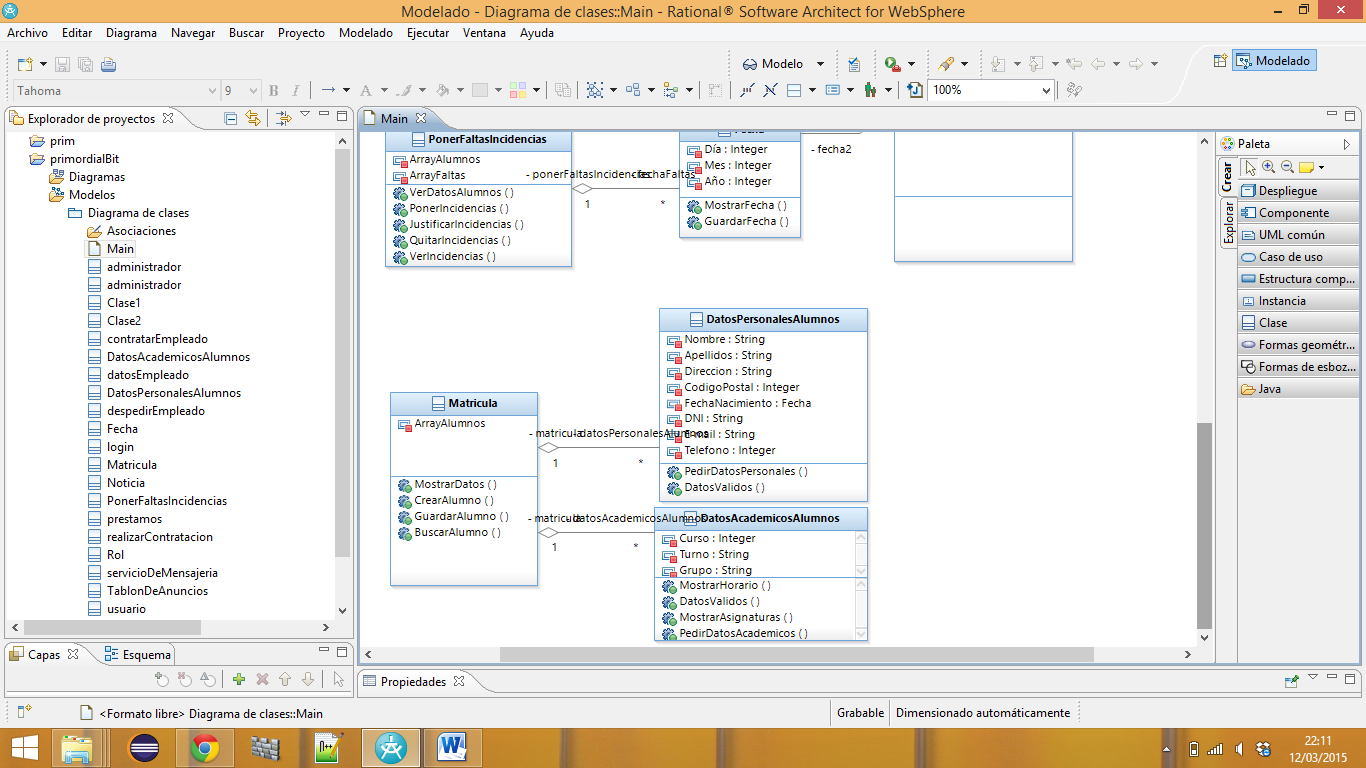 Modelado - Diagrama de clases::Main - Rational® Software Architect for WebSphere
Archivo Editar Diagrama Navegar Buscar Proyecto Modelado Ejecutar Ventana Ayuda
Modelo
Modelado
Tahoma 9 B I A 100%
Explorador de proyectos
prim
primordialBit
Diagramas
Modelos
Diagrama de clases
Asociaciones
Main
administrador
administrador
Clase1
Clase2
contratarEmpleado
DatosAcademicosAlumnos
datosEmpleado
DatosPersonalesAlumnos
despedirEmpleado
Fecha
login
Matricula
Noticia
PonerFaltasIncidencias
prestamos
realizarContratacion
Rol
servicioDeMensajeria
TablonDeAnuncios
usuario
Capas Esquema
Main
PonerFaltasIncidencias
ArrayAlumnos
ArrayFaltas
VerDatosAlumnos ( )
PonerIncidencias ( )
JustificarIncidencias ( )
QuitarIncidencias ( )
VerIncidencias ( )
- ponerFaltasIncidencias
- fechaFaltas
1
*
Fecha
Día : Integer
Mes : Integer
Año : Integer
MostrarFecha ( )
GuardarFecha ( )
- fecha2
DatosPersonalesAlumnos
Nombre : String
Apellidos : String
Direccion : String
CodigoPostal : Integer
FechaNacimiento : Fecha
DNI : String
E-mail : String
Telefono : Integer
PedirDatosPersonales ( )
DatosValidos ( )
Matricula
ArrayAlumnos
MostrarDatos ( )
CrearAlumno ( )
GuardarAlumno ( )
BuscarAlumno ( )
- matricula
- datosPersonalesAlumnos
1
*
- matricula
- datosAcademicosAlumnos
1
*
DatosAcademicosAlumnos
Curso : Integer
Turno : String
Grupo : String
MostrarHorario ( )
DatosValidos ( )
MostrarAsignaturas ( )
PedirDatosAcademicos ( )
Paleta
Crear
Explorar
Despliegue
Componente
UML común
Caso de uso
Estructura comp...
Instancia
Clase
Formas geométr...
Formas de esboz...
Java
Propiedades
<Formato libre> Diagrama de clases::Main
Grabable
Dimensionado automáticamente
22:11
12/03/2015